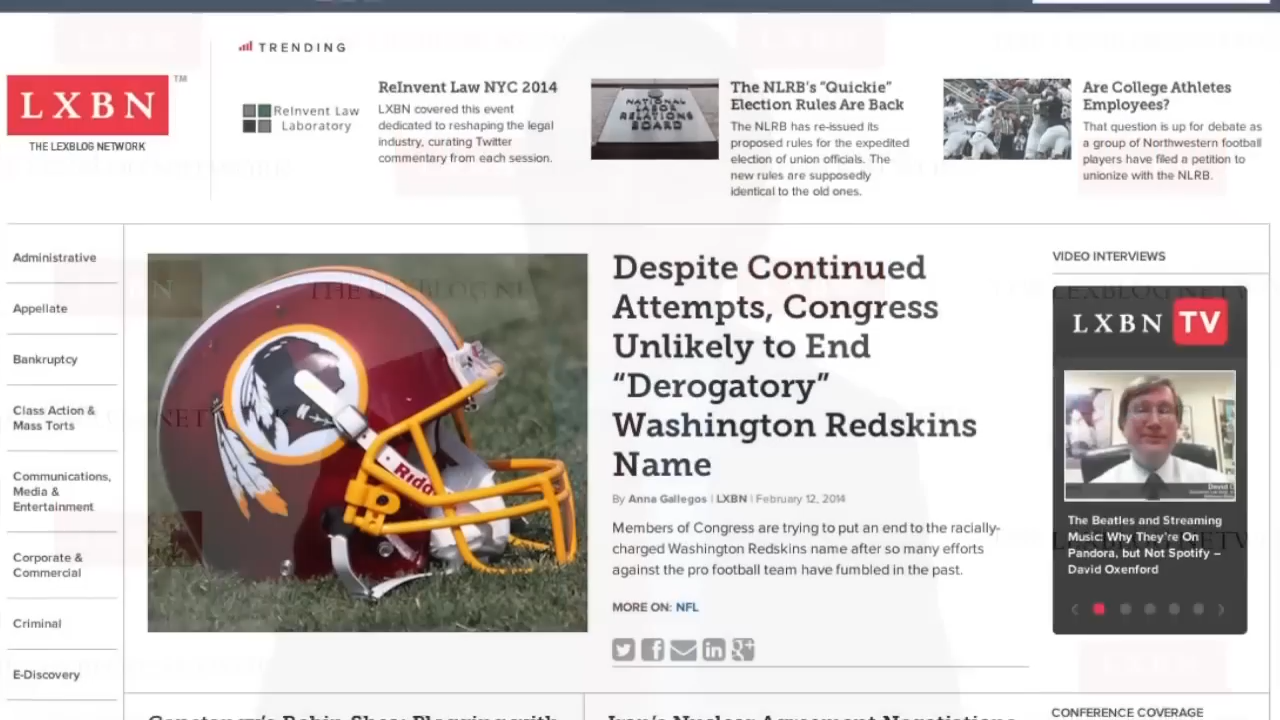 TRENDING
LXBN
TM
THE LEXBLOG NETWORK
ReInvent Law
Laboratory
ReInvent Law NYC 2014
LXBN covered this event
dedicated to reshaping the legal
industry, curating Twitter
commentary from each session.
NATIONAL
LABOR
RELATIONS
BOARD
The NLRB's "Quickie"
Election Rules Are Back
The NLRB has re-issued its
proposed rules for the expedited
election of union officials. The
new rules are supposedly
identical to the old ones.
Are College Athletes
Employees?
That question is up for debate as
a group of Northwestern football
players have filed a petition to
unionize with the NLRB.
Administrative
Appellate
Bankruptcy
Class Action &
Mass Torts
Communications,
Media &
Entertainment
Corporate &
Commercial
Criminal
E-Discovery
Despite Continued
Attempts, Congress
Unlikely to End
“Derogatory”
Washington Redskins
Name
By Anna Gallegos | LXBN | February 12, 2014
Members of Congress are trying to put an end to the racially-
charged Washington Redskins name after so many efforts
against the pro football team have fumbled in the past.
MORE ON: NFL
VIDEO INTERVIEWS
LXBN TV
The Beatles and Streaming
Music: Why They're On
Pandora, but Not Spotify –
David Oxenford
CONFERENCE COVERAGE